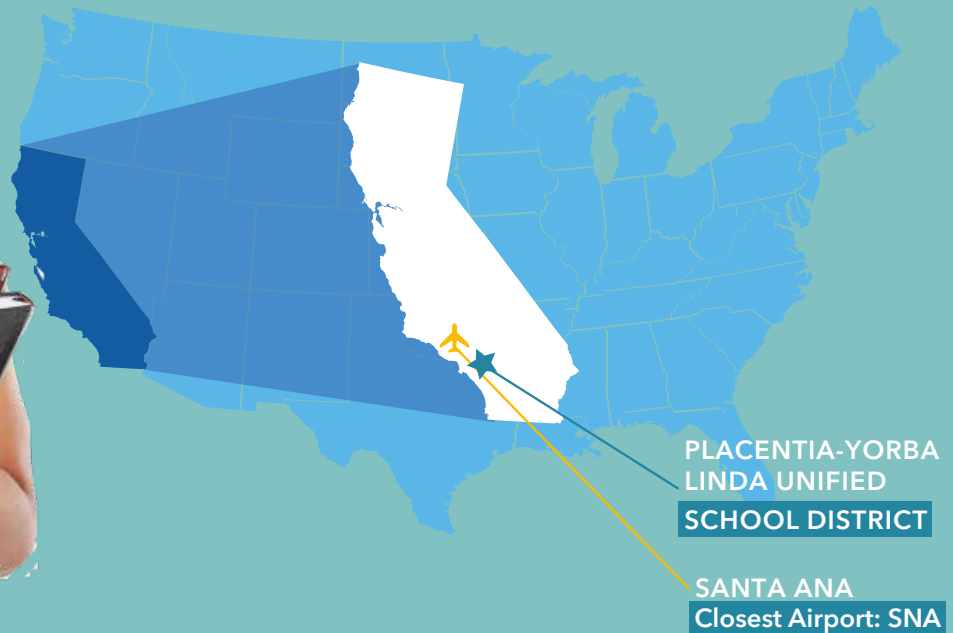 PLACENTIA-YORBA
LINDA UNIFIED
SCHOOL DISTRICT
SANTA ANA
Closest Airport: SNA